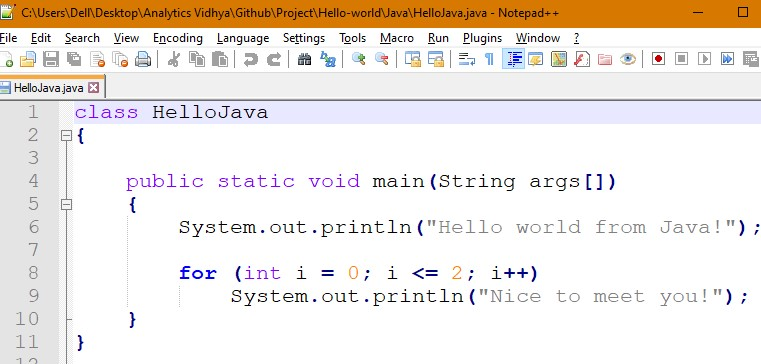 C:\Users\Dell\Desktop\Analytics Vidhya\Github\Project\Hello-world\Java\HelloJava.java - Notepad++
File Edit Search View Encoding Language Settings Tools Macro Run Plugins Window ?
HelloJava.java
1 class HelloJava
2 {
3
4 public static void main(String args[])
5 {
6 System.out.println("Hello world from Java!");
7
8 for (int i = 0; i <= 2; i++)
9 System.out.println("Nice to meet you!");
10 }
11 }